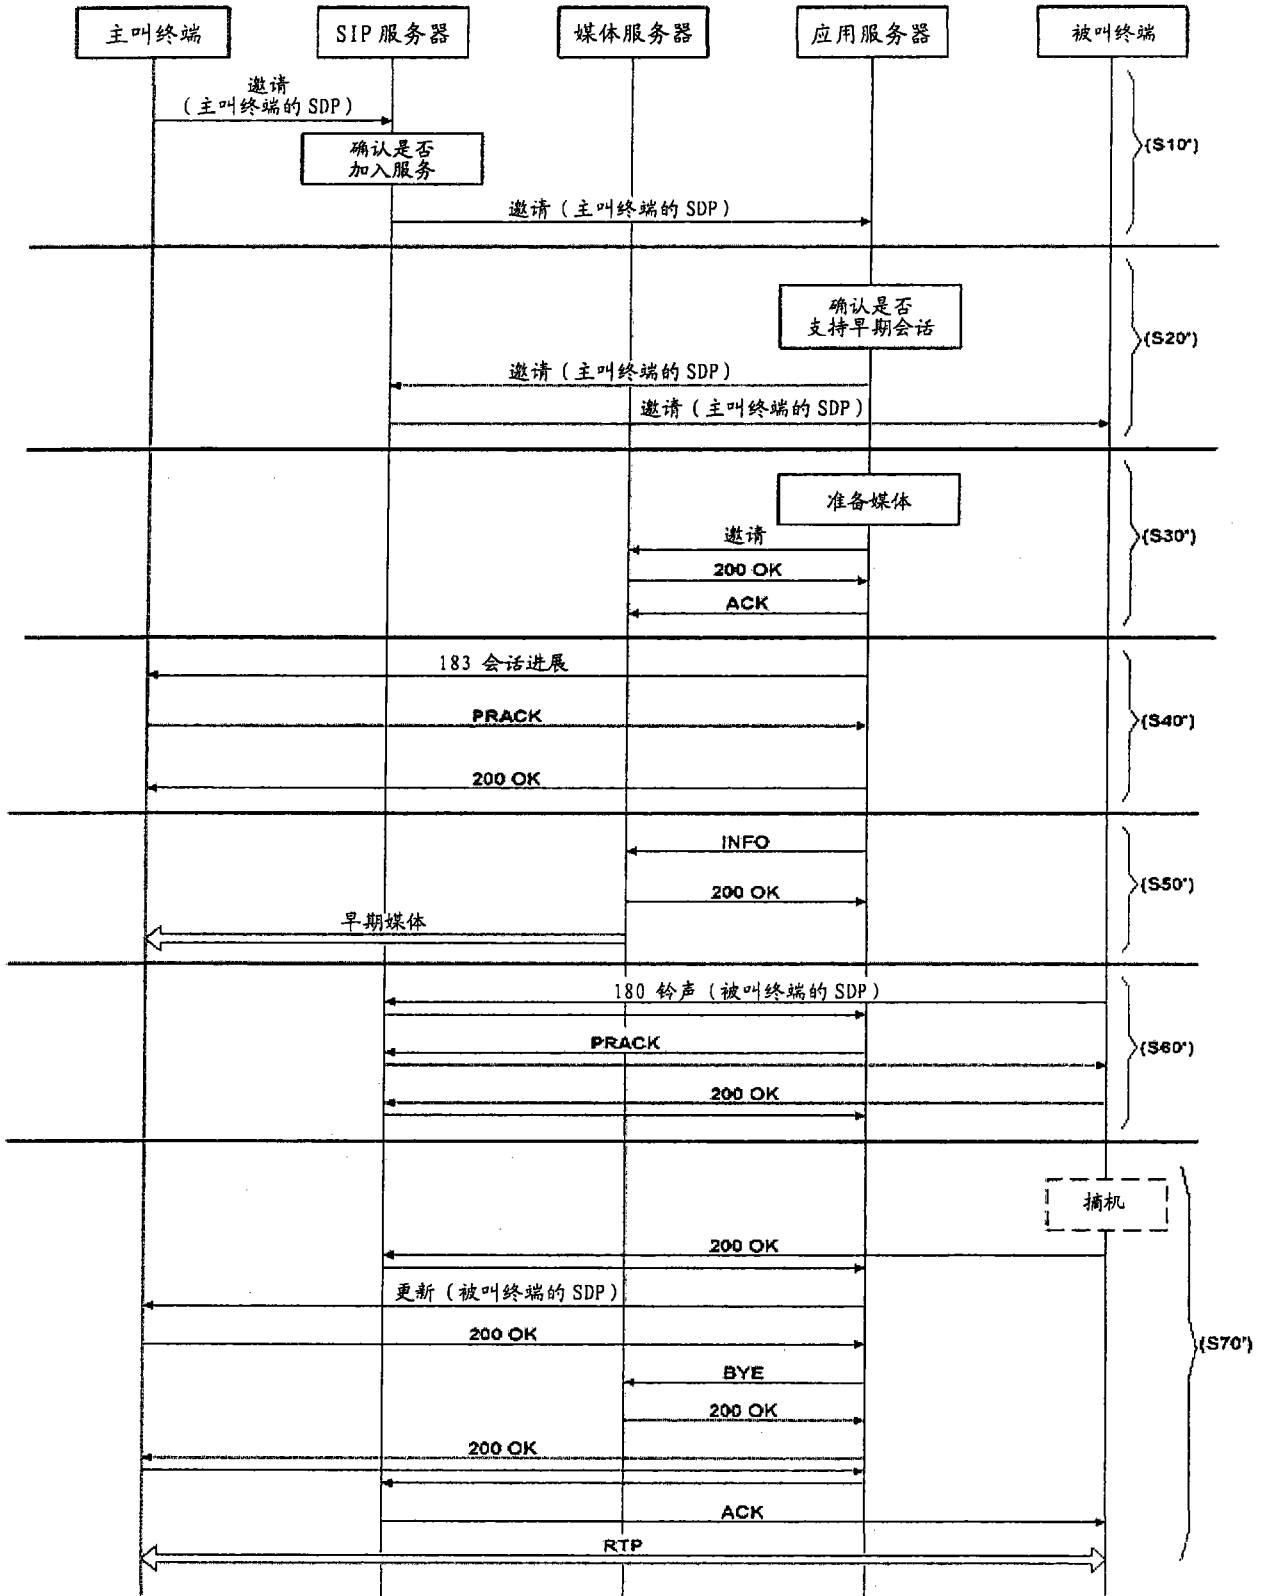 主叫终端
SIP 服务器
媒体服务器
应用服务器
被叫终端
邀请
(主叫终端的 SDP)
确认是否
加入服务
邀请 (主叫终端的 SDP)
(S10")
确认是否
支持早期会话
邀请 (主叫终端的 SDP)
邀请 (主叫终端的 SDP)
(S20")
准备媒体
邀请
200 OK
ACK
(S30")
183 会话进展
PRACK
200 OK
(S40")
INFO
200 OK
早期媒体
(S50")
180 铃声 (被叫终端的 SDP)
PRACK
200 OK
(S60")
摘机
200 OK
更新 (被叫终端的 SDP)
200 OK
BYE
200 OK
200 OK
ACK
RTP
(S70")